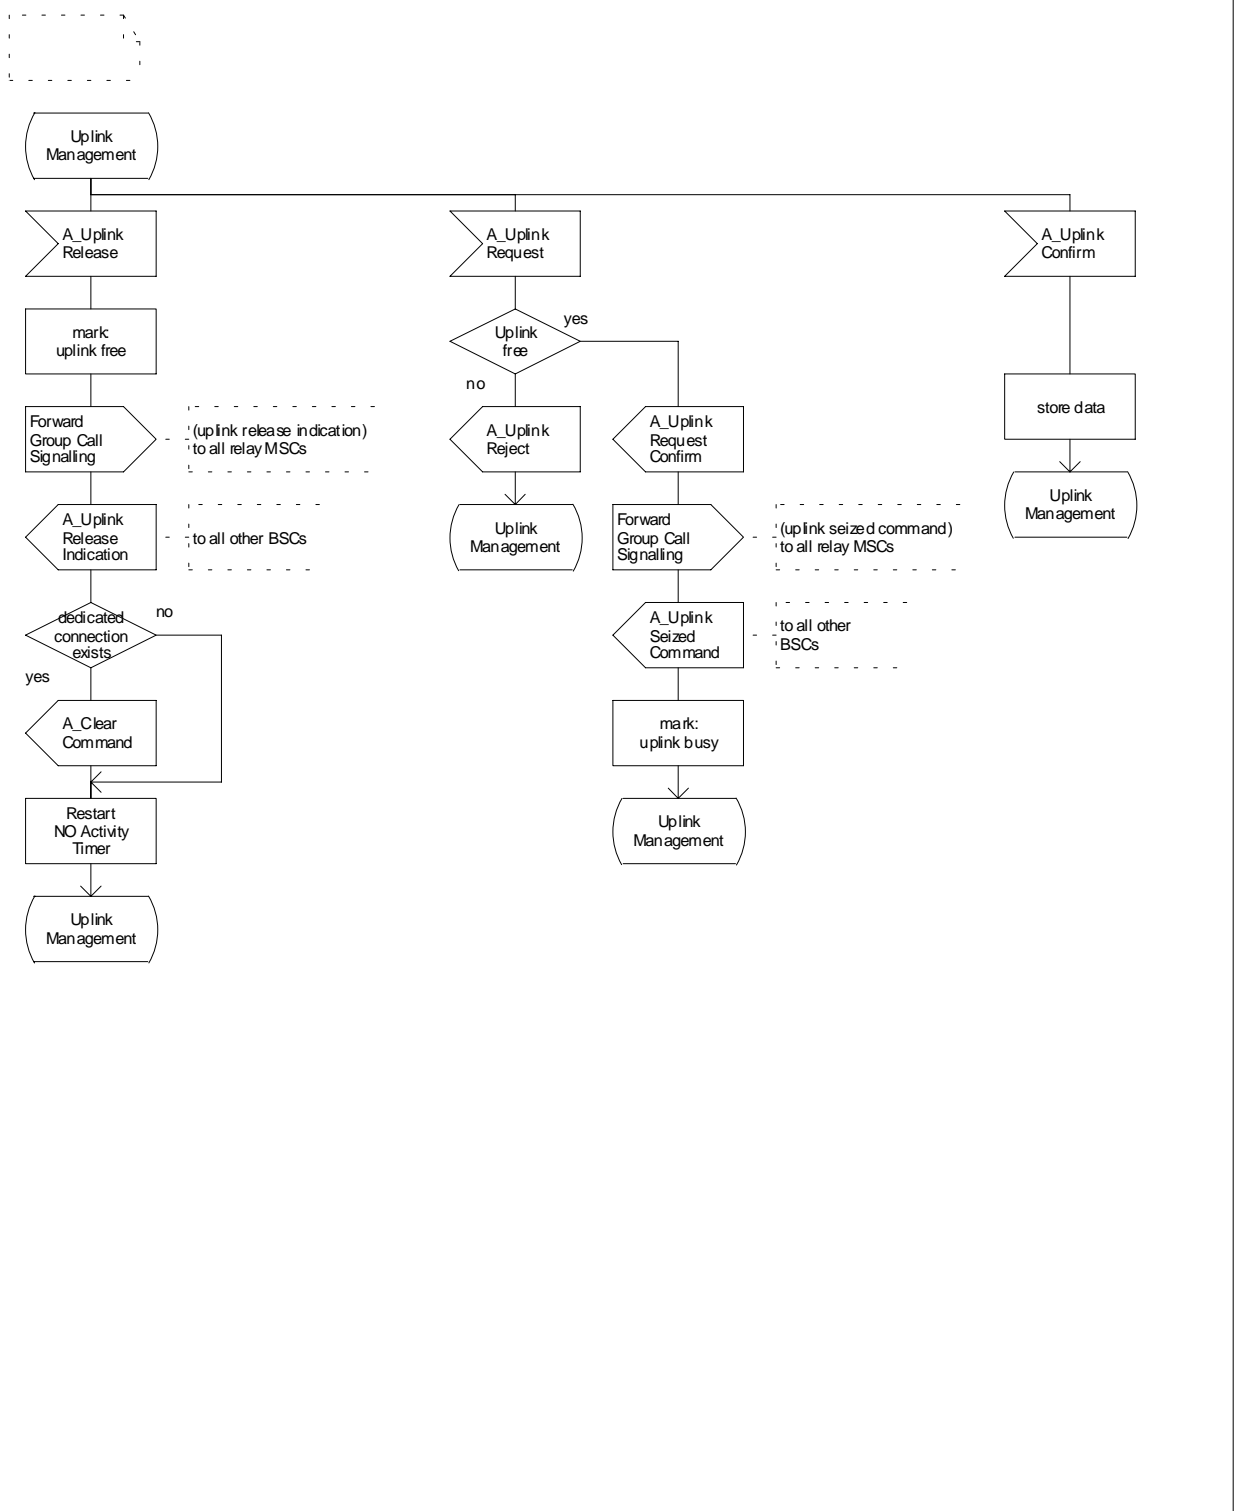 Uplink
Management
A_Uplink
Release
mark:
uplink free
Forward
Group Call
Signalling
(uplink release indication)
to all relay MSCs
A_Uplink
Release
Indication
to all other BSCs
dedicated
connection
exists
no
yes
A_Clear
Command
Restart
NO Activity
Timer
Uplink
Management
A_Uplink
Request
Uplink
free
yes
no
A_Uplink
Reject
Uplink
Management
A_Uplink
Request
Confirm
Forward
Group Call
Signalling
(uplink seized command)
to all relay MSCs
A_Uplink
Seized
Command
to all other
BSCs
mark:
uplink busy
Uplink
Management
A_Uplink
Confirm
store data
Uplink
Management